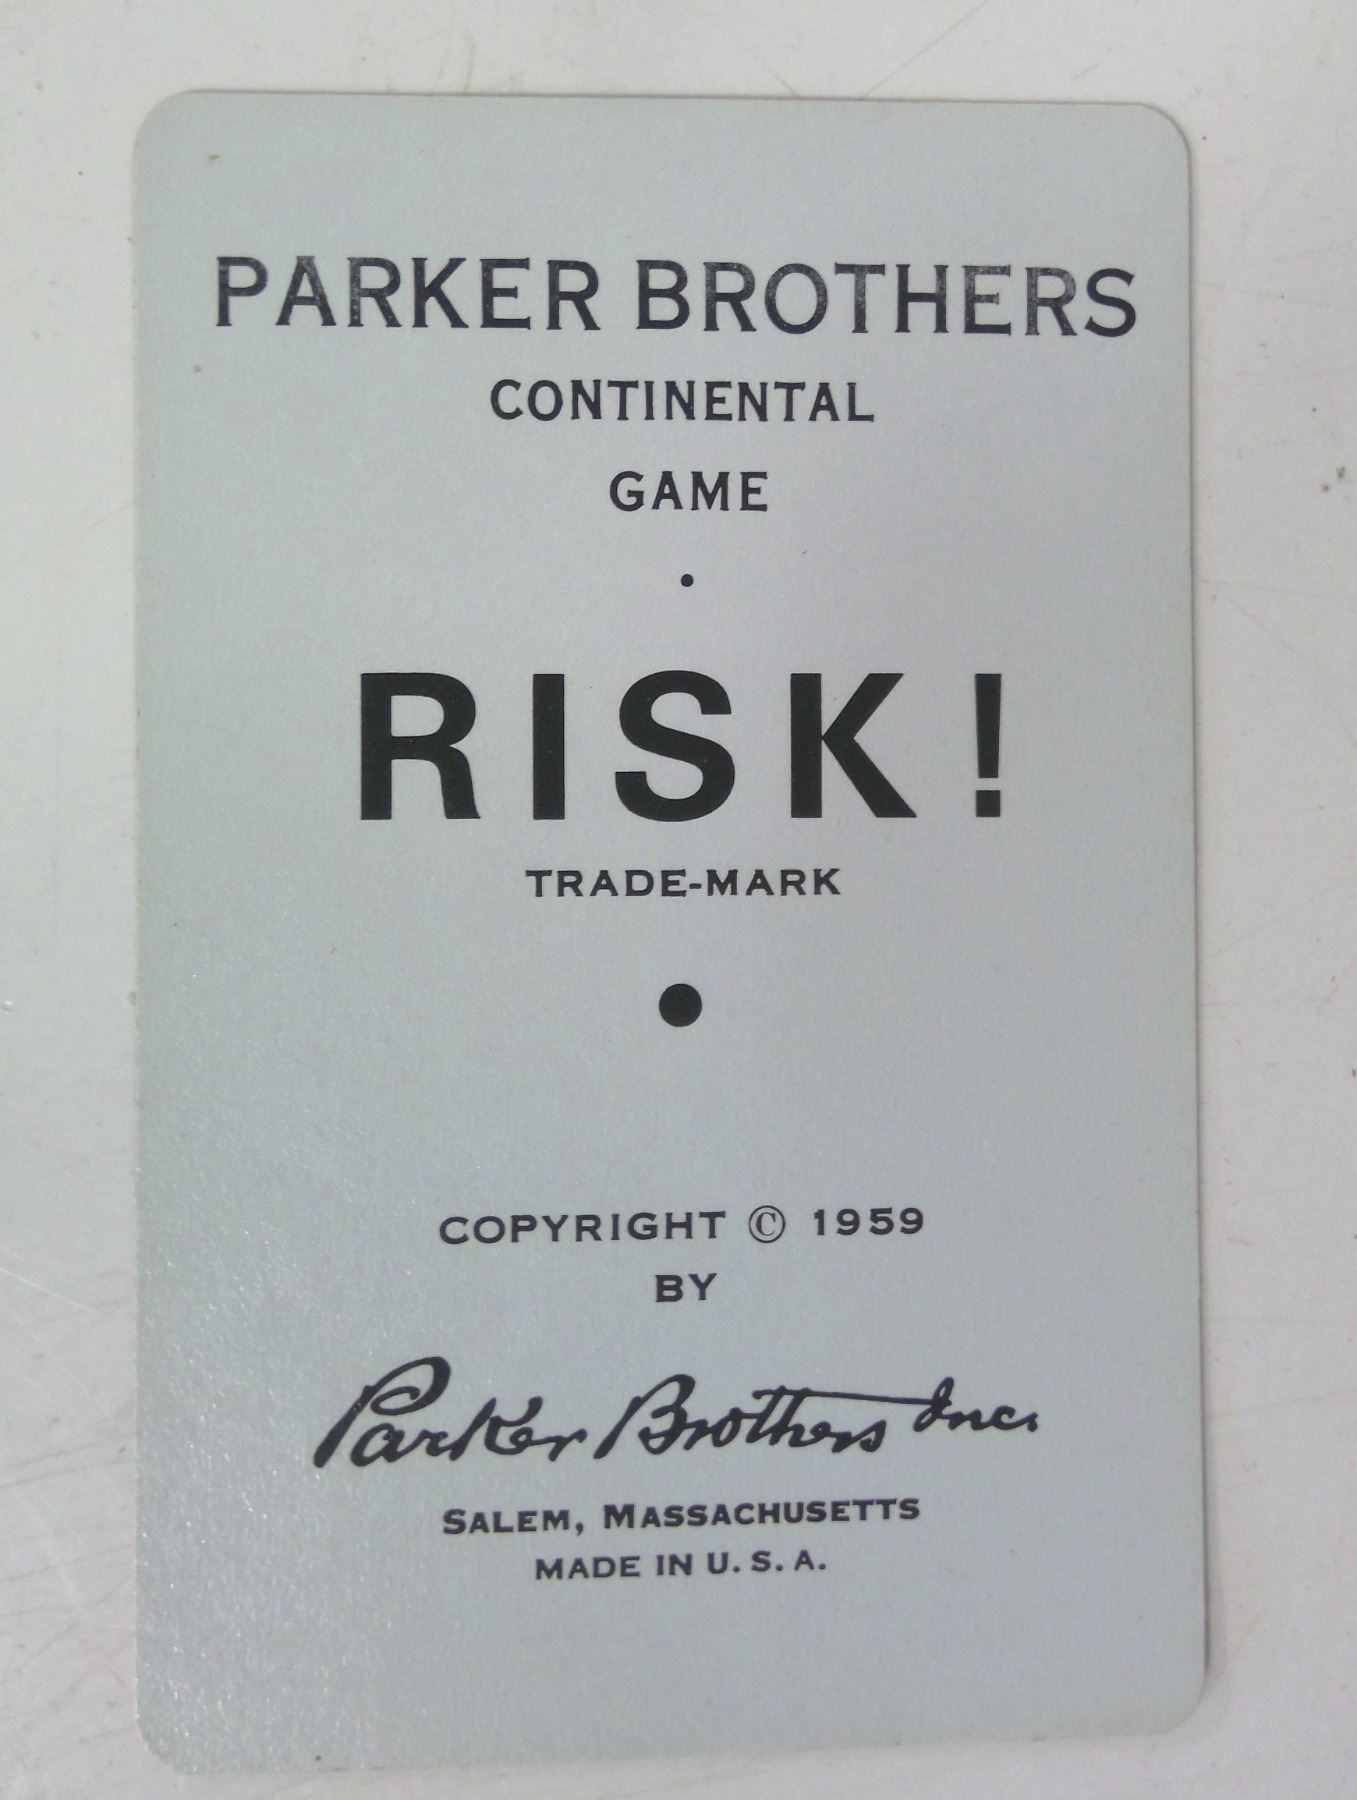 PARKER BROTHERS
CONTINENTAL
GAME
•
RISK!
TRADE-MARK
•
COPYRIGHT © 1959
BY
Parker Brothers Inc.
SALEM, MASSACHUSETTS
MADE IN U. S. A.